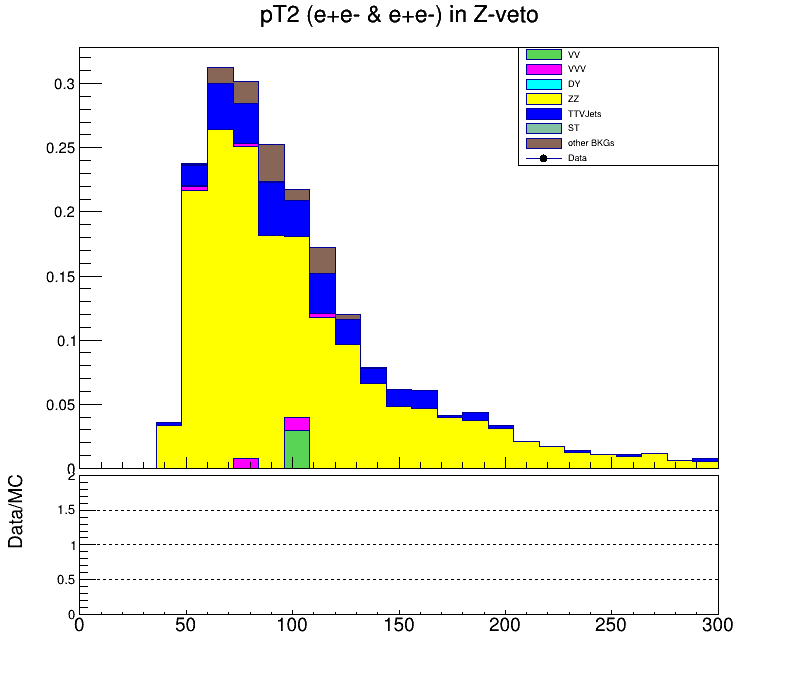 pT2 (e+e- & e+e-) in Z-veto
VV
VVV
DY
ZZ
TTVJets
ST
other BKGs
Data
0.3
0.25
0.2
0.15
0.1
0.05
0
Data/MC
2
1.5
1
0.5
0
0 50 100 150 200 250 300